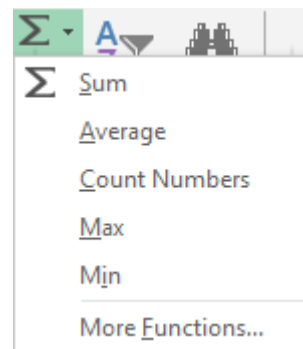 Sum
Average
Count Numbers
Max
Min
More Functions...